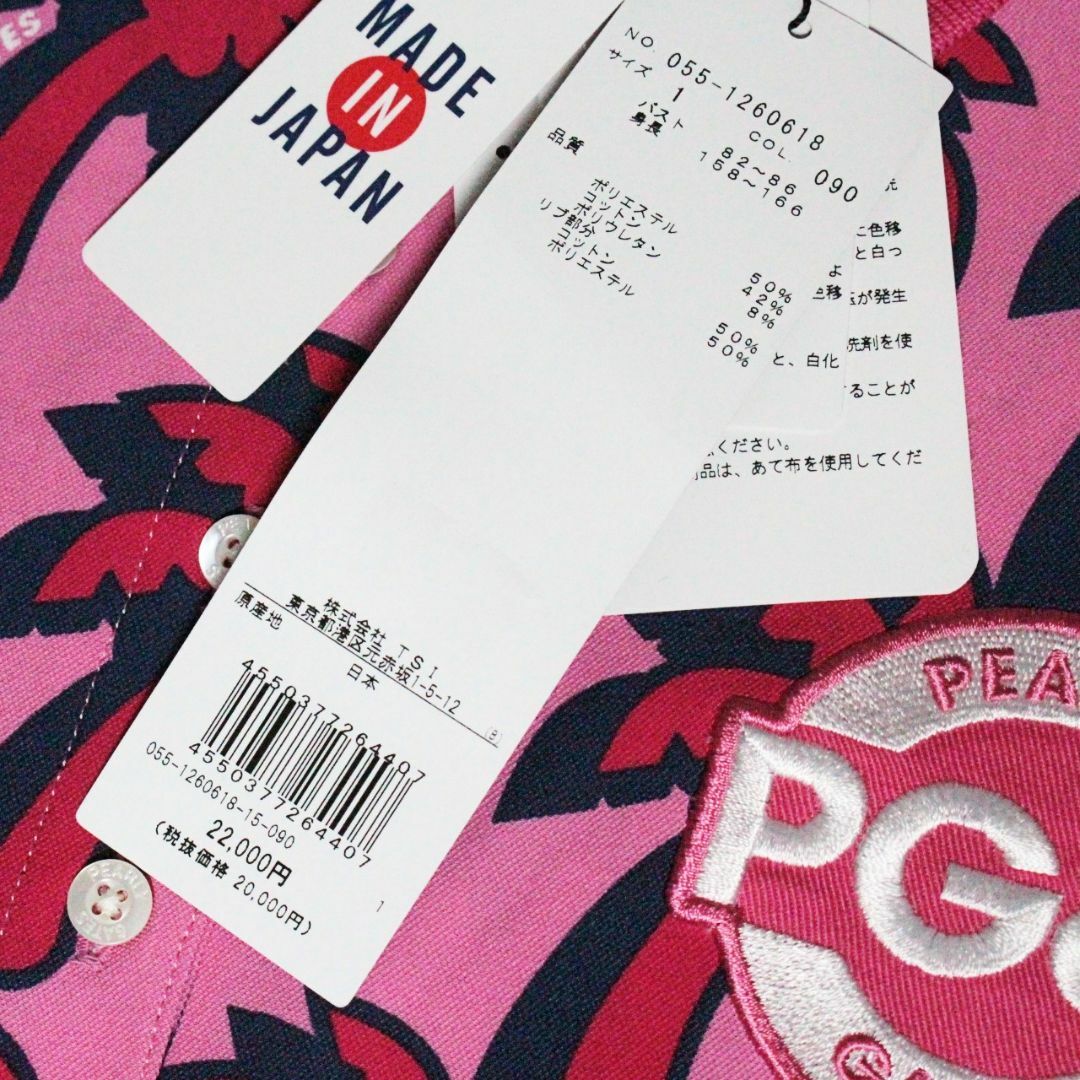 ES
MADE
IN
JAPAN
NO. 055-1260618
サイズ COL. 090
1
バスト 82～86
身長 158～166
品質
ポリエステル 50%
コットン 42%
ポリウレタン 8%
リブ部分
コットン 50%
ポリエステル 50%
株式会社 TSI
東京都港区元赤坂1-5-12
原産地 日本
(B)
4550377264407
4550377264407
055-1260618-15-090
22,000円
(税抜価格 20,000円)
1
元
に色移
と白っ
よ
色移
が発生
洗剤を使
と、白化
ることが
ください。
品は、あて布を使用してくだ
PEA
PG
GA